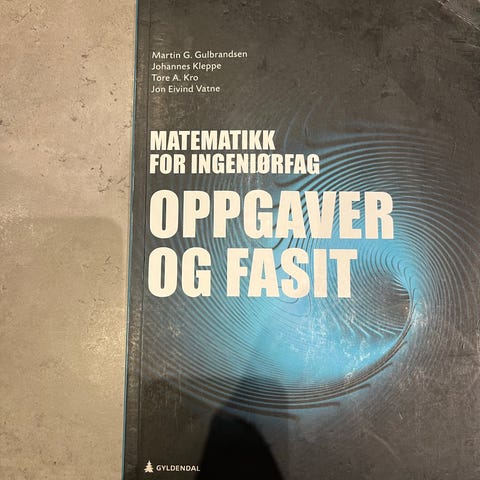 Martin G. Gulbrandsen
Johannes Kleppe
Tore A. Kro
Jon Eivind Vatne
MATEMATIKK
FOR INGENIØRFAG
OPPGAVER
OG FASIT
GYLDENDAL